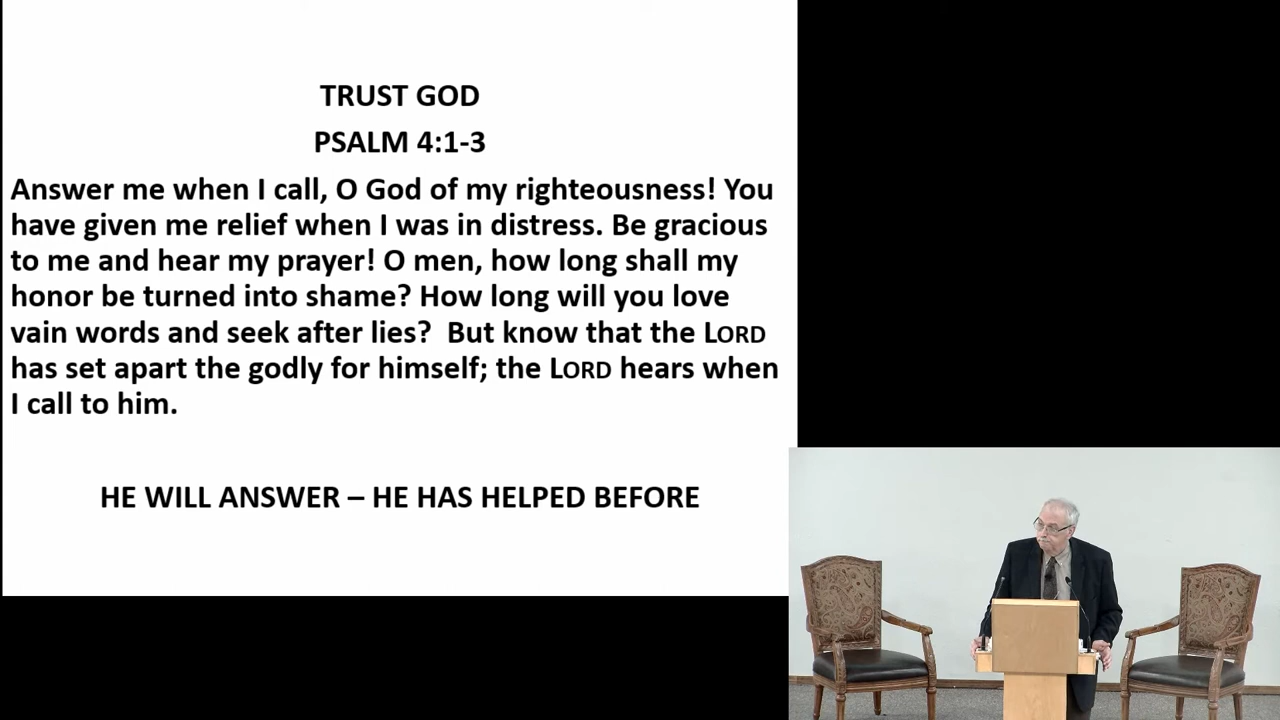 TRUST GOD
PSALM 4:1-3
Answer me when I call, O God of my righteousness! You
have given me relief when I was in distress. Be gracious
to me and hear my prayer! O men, how long shall my
honor be turned into shame? How long will you love
vain words and seek after lies?  But know that the LORD
has set apart the godly for himself; the LORD hears when
I call to him.
HE WILL ANSWER – HE HAS HELPED BEFORE